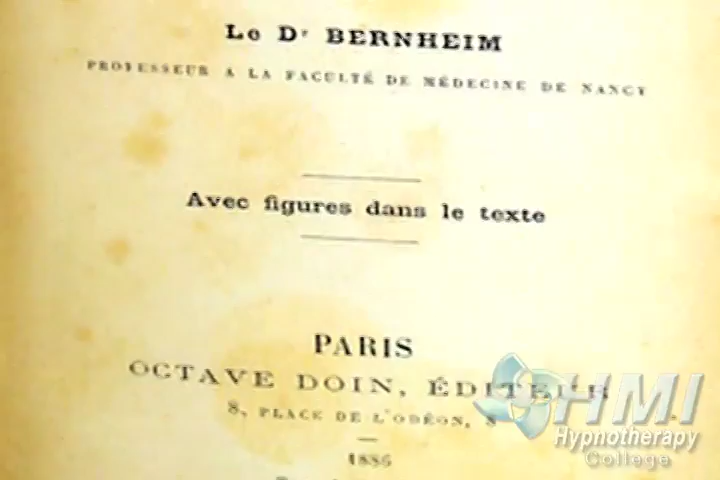 Le Dr BERNHEIM
PROFESSEUR A LA FACULTÉ DE MÉDECINE DE NANCY
Avec figures dans le texte
PARIS
OCTAVE DOIN, ÉDITEUR
8, PLACE DE L'ODÉON, 8
1886
HMI
Hypnotherapy
College